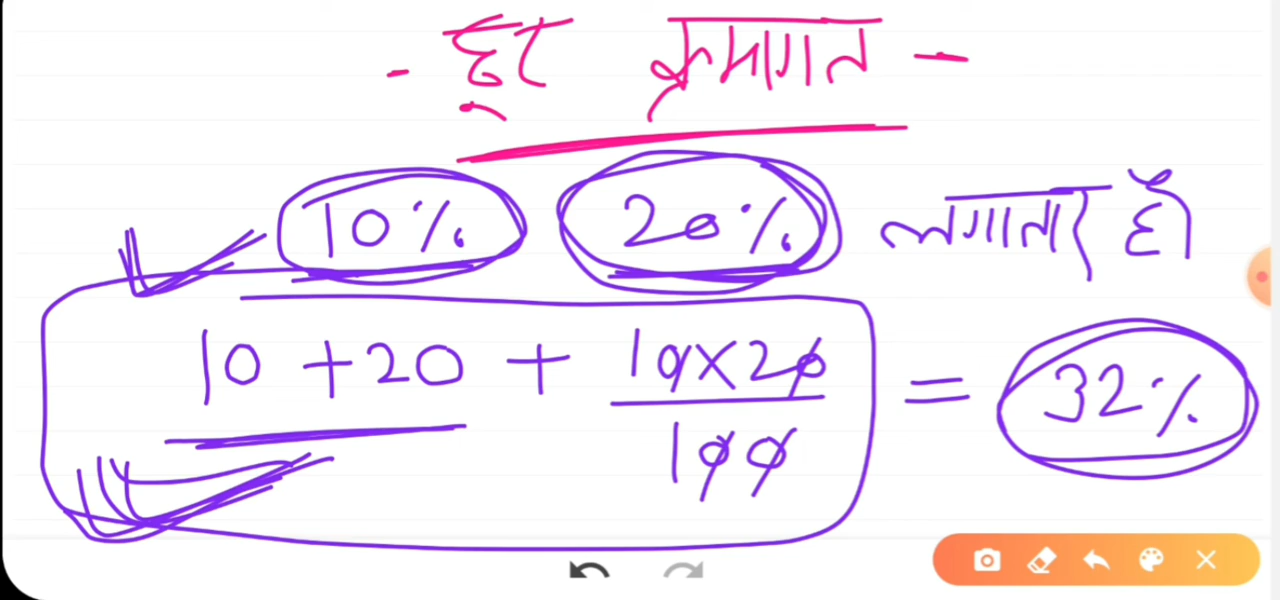 - छूट क्रमागत -
10% 20% लगातार हो
10 + 20 + 10×20/100 = 32%